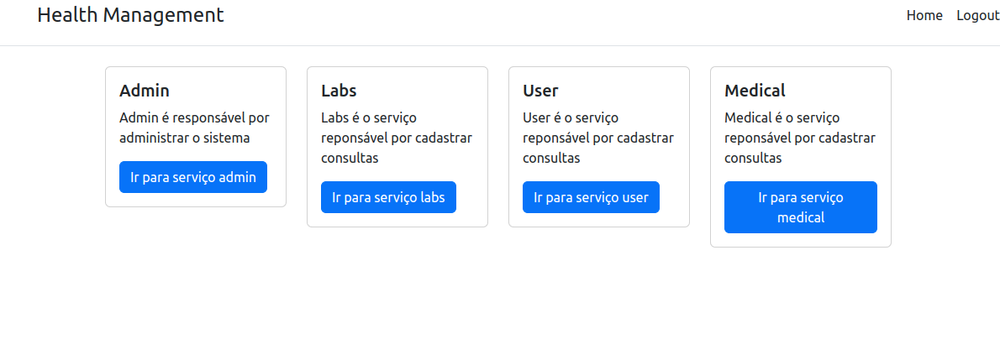 Health Management
Home Logout
Admin
Admin é responsável por
administrar o sistema
Ir para serviço admin
Labs
Labs é o serviço
reponsável por cadastrar
consultas
Ir para serviço labs
User
User é o serviço
reponsável por cadastrar
consultas
Ir para serviço user
Medical
Medical é o serviço
reponsável por cadastrar
consultas
Ir para serviço
medical